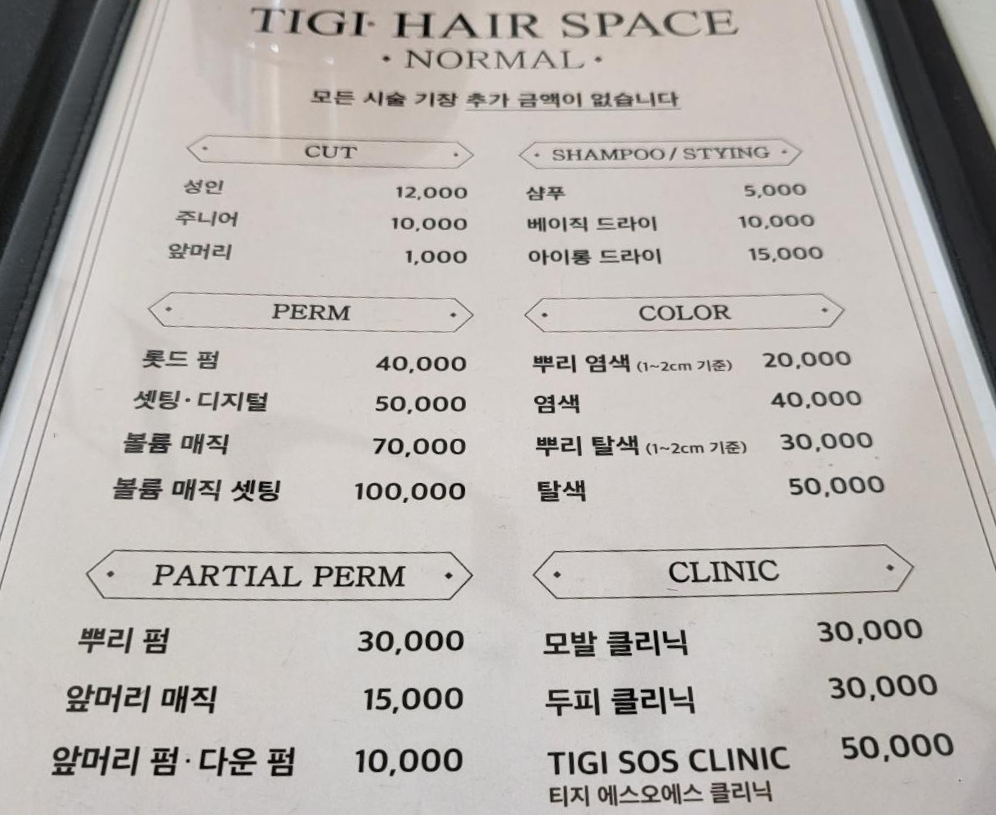 TIGI· HAIR SPACE
· NORMAL ·
모든 시술 기장 추가 금액이 없습니다
CUT
성인 12,000
주니어 10,000
앞머리 1,000
SHAMPOO / STYING
샴푸 5,000
베이직 드라이 10,000
아이롱 드라이 15,000
PERM
롯드 펌 40,000
셋팅·디지털 50,000
볼륨 매직 70,000
볼륨 매직 셋팅 100,000
COLOR
뿌리 염색 (1~2cm 기준) 20,000
염색 40,000
뿌리 탈색 (1~2cm 기준) 30,000
탈색 50,000
PARTIAL PERM
뿌리 펌 30,000
앞머리 매직 15,000
앞머리 펌·다운 펌 10,000
CLINIC
모발 클리닉 30,000
두피 클리닉 30,000
TIGI SOS CLINIC 50,000
티지 에스오에스 클리닉